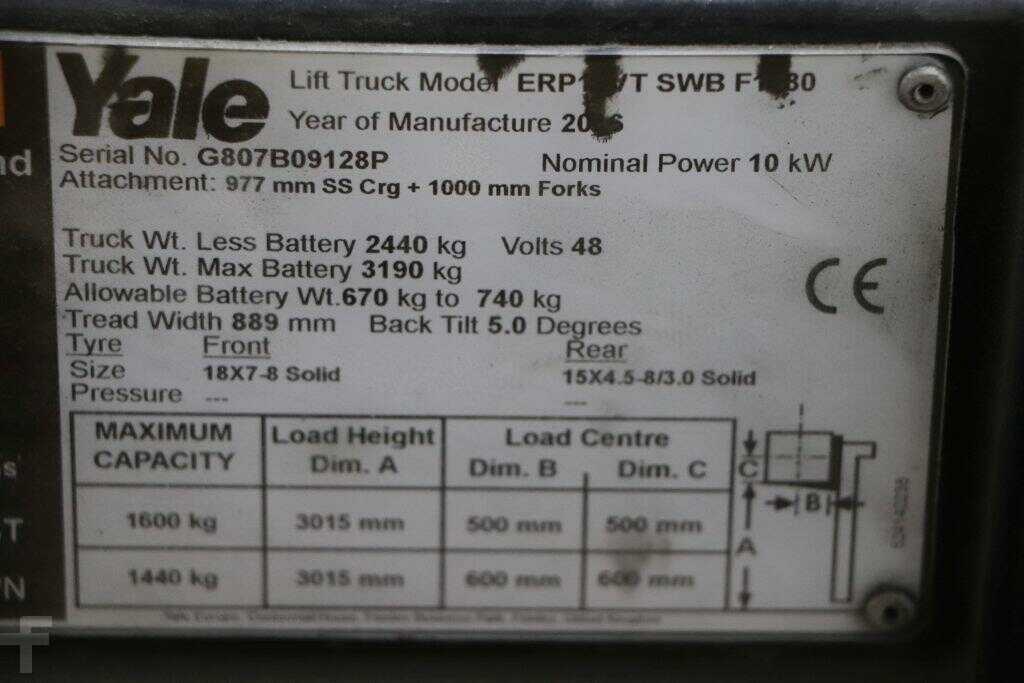 Yale
Lift Truck Model SWB
Year of Manufacture
Serial No. G807B09128P Nominal Power 10 kW
Attachment: 977 mm SS Crg + 1000 mm Forks
Truck Wt. Less Battery 2440 kg Volts 48
Truck Wt. Max Battery 3190 kg
Allowable Battery Wt.670 kg to 740 kg
Tread Width 889 mm Back Tilt 5.0 Degrees
Tyre Front Rear
Size 18X7-8 Solid 15X4.5-8/3.0 Solid
Pressure --- ---
CE
MAXIMUM CAPACITY Load Height Dim. A Load Centre Dim. B Dim. C
1600 kg 3015 mm 500 mm 500 mm
1440 kg 3015 mm 600 mm 600 mm
C
B
A